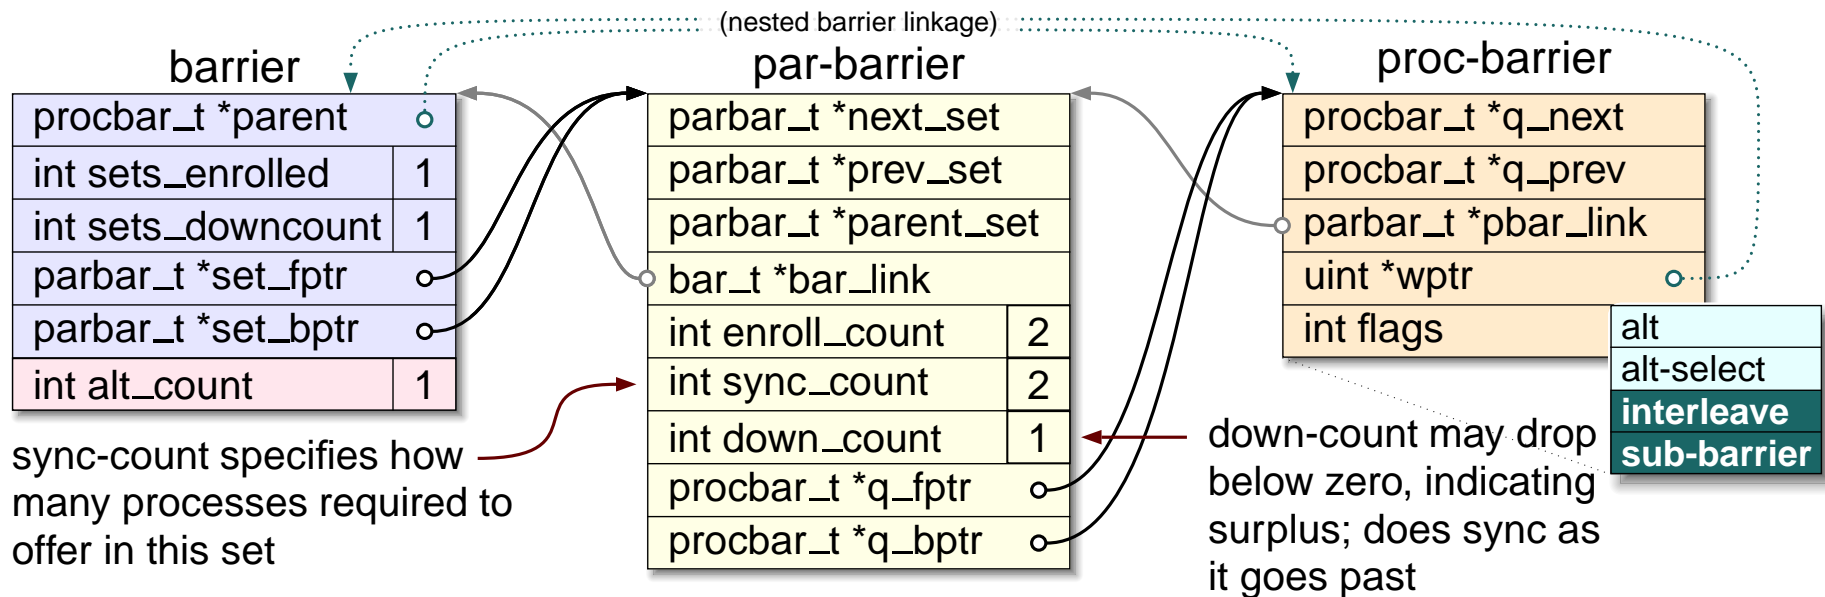 (nested barrier linkage)
barrier
procbar_t *parent
int sets_enrolled 1
int sets_downcount 1
parbar_t *set_fptr
parbar_t *set_bptr
int alt_count 1
sync-count specifies how
many processes required to
offer in this set
par-barrier
parbar_t *next_set
parbar_t *prev_set
parbar_t *parent_set
bar_t *bar_link
int enroll_count 2
int sync_count 2
int down_count 1
procbar_t *q_fptr
procbar_t *q_bptr
proc-barrier
procbar_t *q_next
procbar_t *q_prev
parbar_t *pbar_link
uint *wptr
int flags
alt
alt-select
interleave
sub-barrier
down-count may drop
below zero, indicating
surplus; does sync as
it goes past